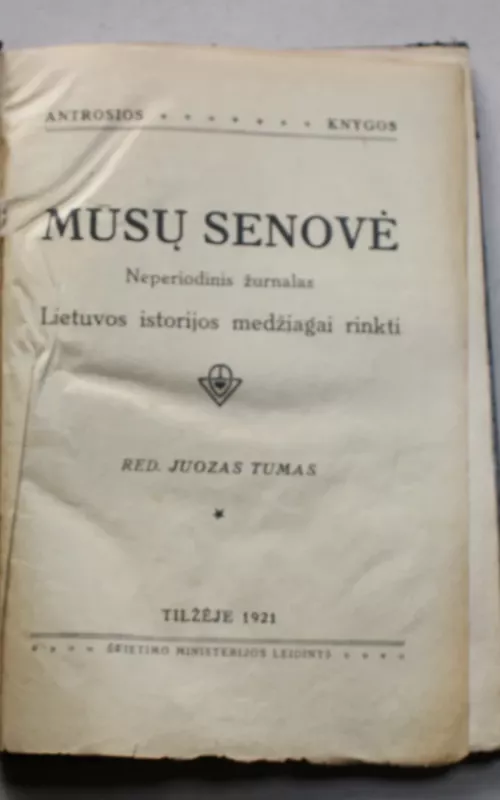 ANTROSIOS KNYGOS
MŪSŲ SENOVĖ
Neperiodinis žurnalas
Lietuvos istorijos medžiagai rinkti
RED. JUOZAS TUMAS
TILŽĖJE 1921
ŠVIETIMO MINISTERIJOS LEIDINYS